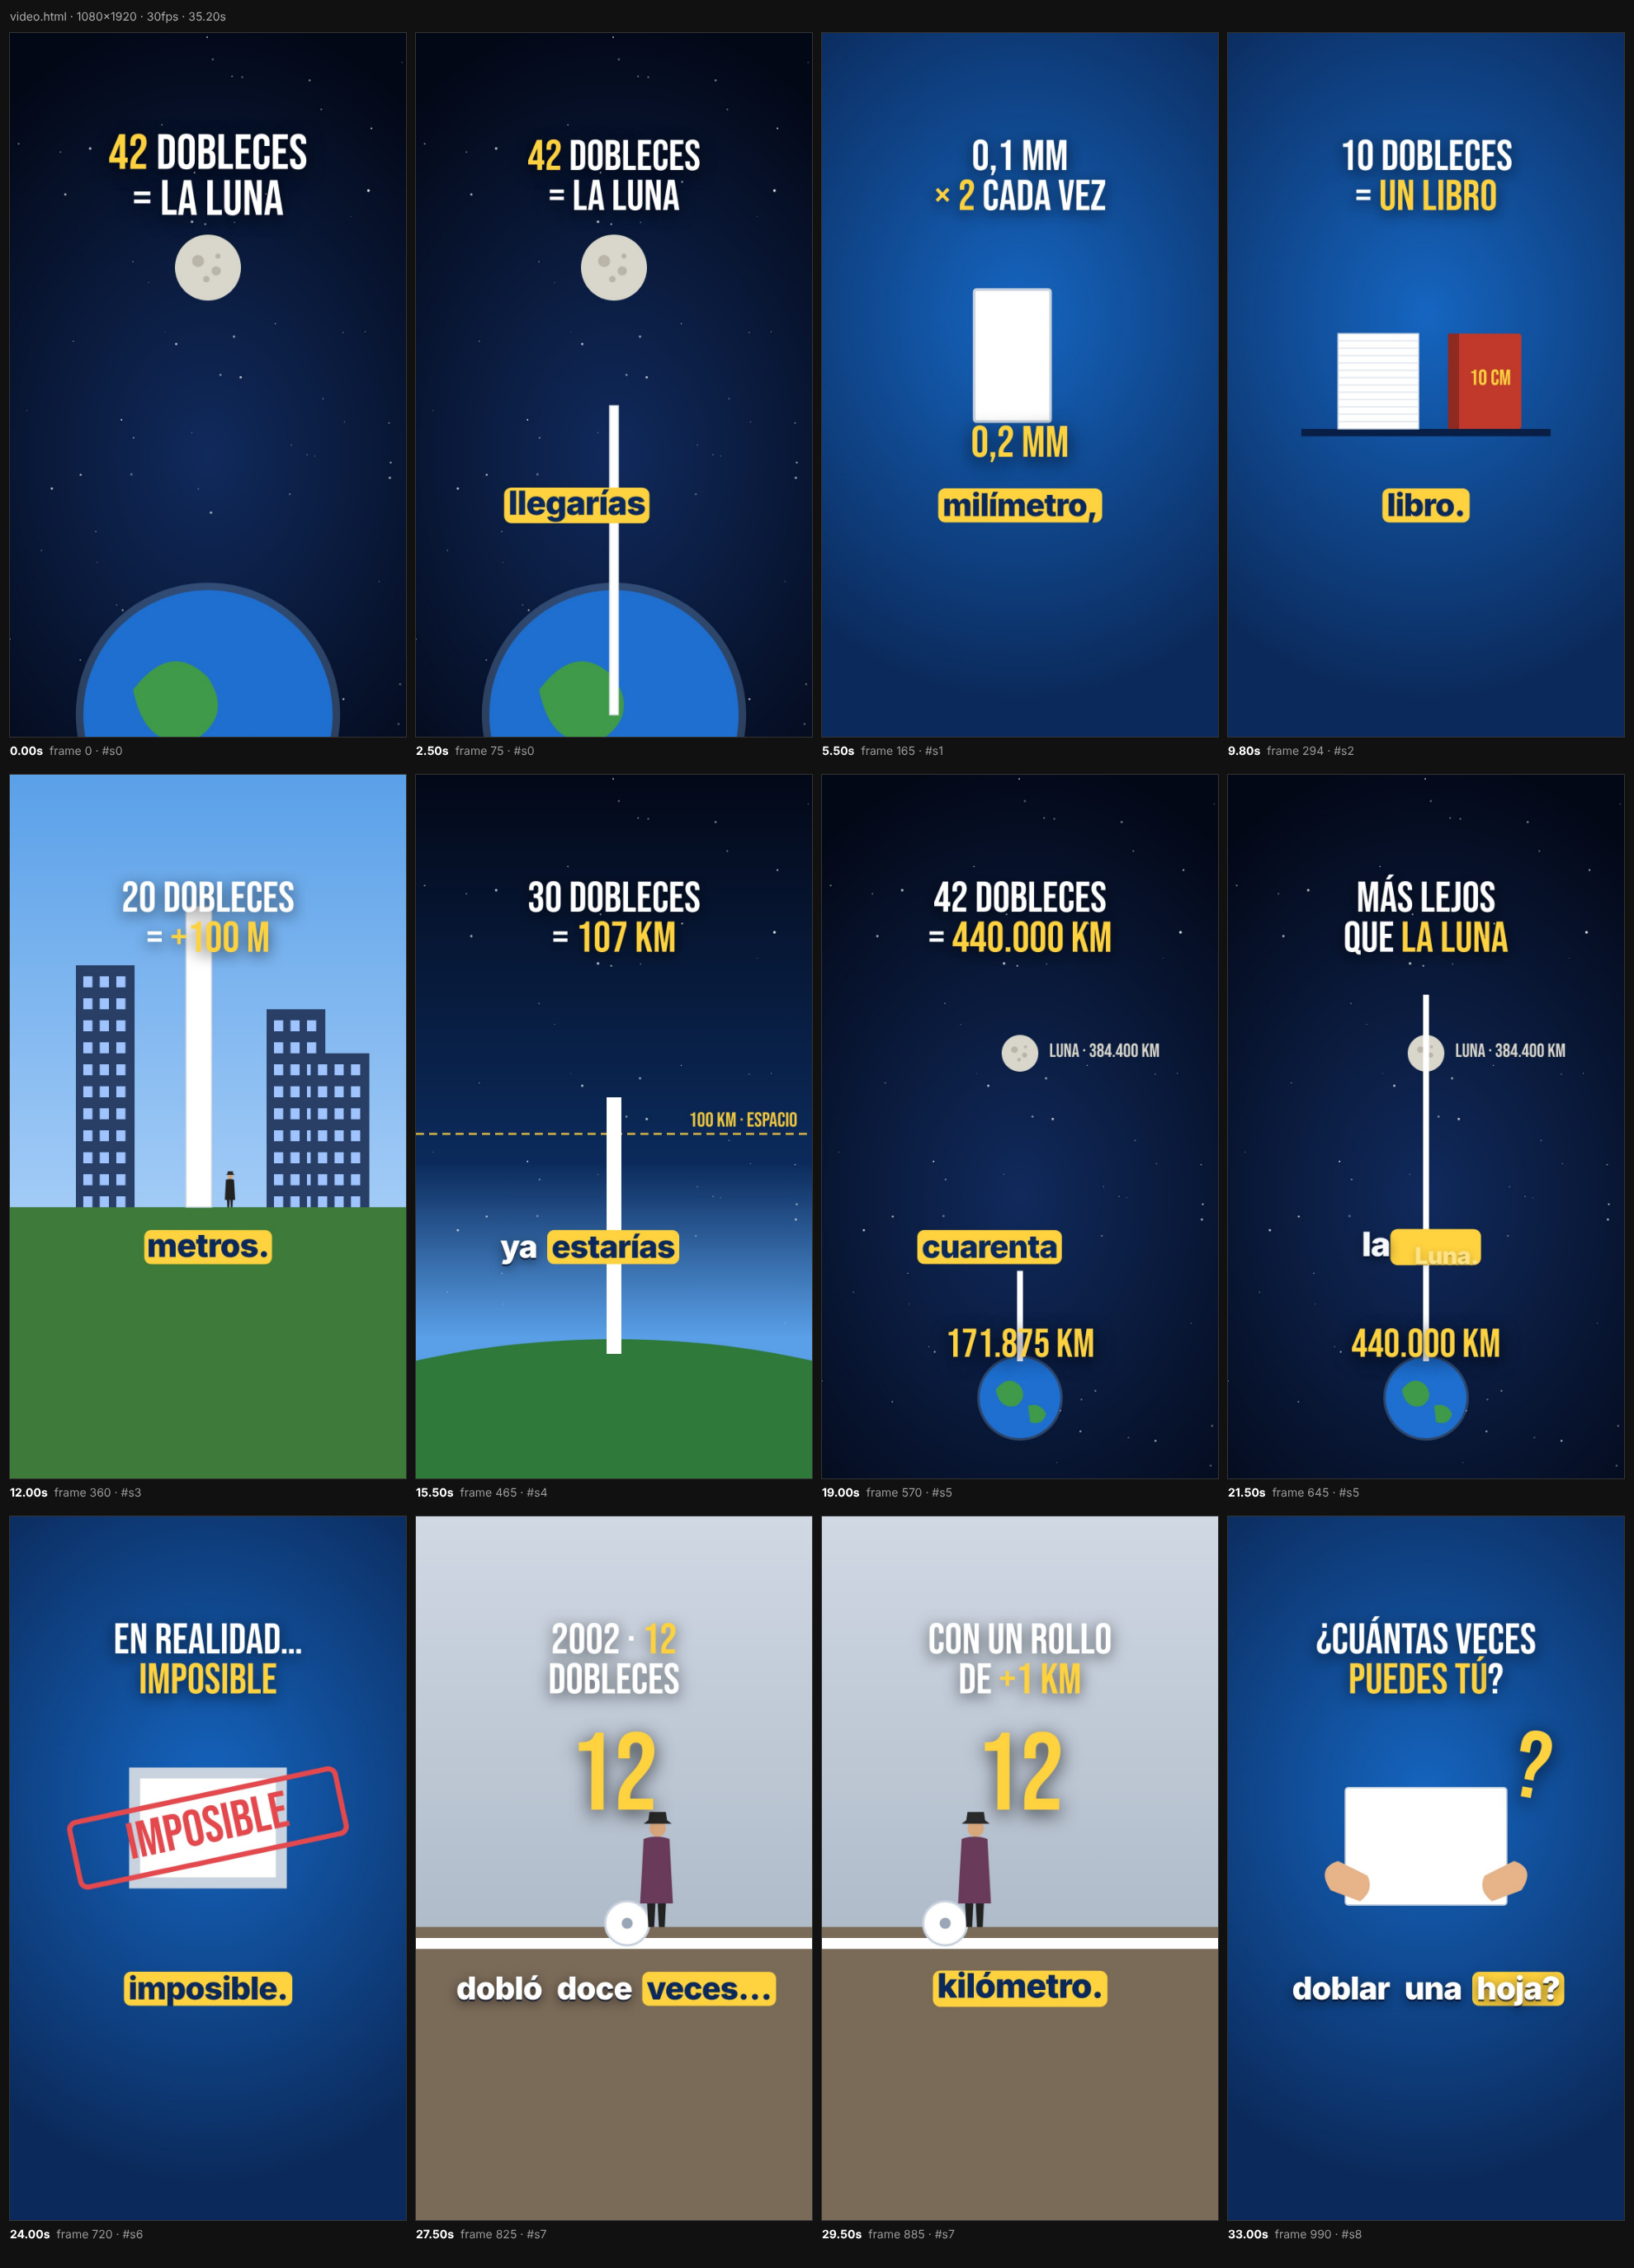 video.html · 1080×1920 · 30fps · 35.20s
42 DOBLECES
= LA LUNA
0.00s frame 0 · #s0
42 DOBLECES
= LA LUNA
llegarías
2.50s frame 75 · #s0
0,1 MM
× 2 CADA VEZ
0,2 MM
milímetro,
5.50s frame 165 · #s1
10 DOBLECES
= UN LIBRO
10 CM
libro.
9.80s frame 294 · #s2
20 DOBLECES
= +100 M
metros.
12.00s frame 360 · #s3
30 DOBLECES
= 107 KM
100 KM · ESPACIO
ya estarías
15.50s frame 465 · #s4
42 DOBLECES
= 440.000 KM
LUNA · 384.400 KM
cuarenta
171.875 KM
19.00s frame 570 · #s5
MÁS LEJOS
QUE LA LUNA
LUNA · 384.400 KM
la Luna.
440.000 KM
21.50s frame 645 · #s5
EN REALIDAD...
IMPOSIBLE
IMPOSIBLE
imposible.
24.00s frame 720 · #s6
2002 · 12
DOBLECES
12
dobló doce veces...
27.50s frame 825 · #s7
CON UN ROLLO
DE +1 KM
12
kilómetro.
29.50s frame 885 · #s7
¿CUÁNTAS VECES
PUEDES TÚ?
?
doblar una hoja?
33.00s frame 990 · #s8